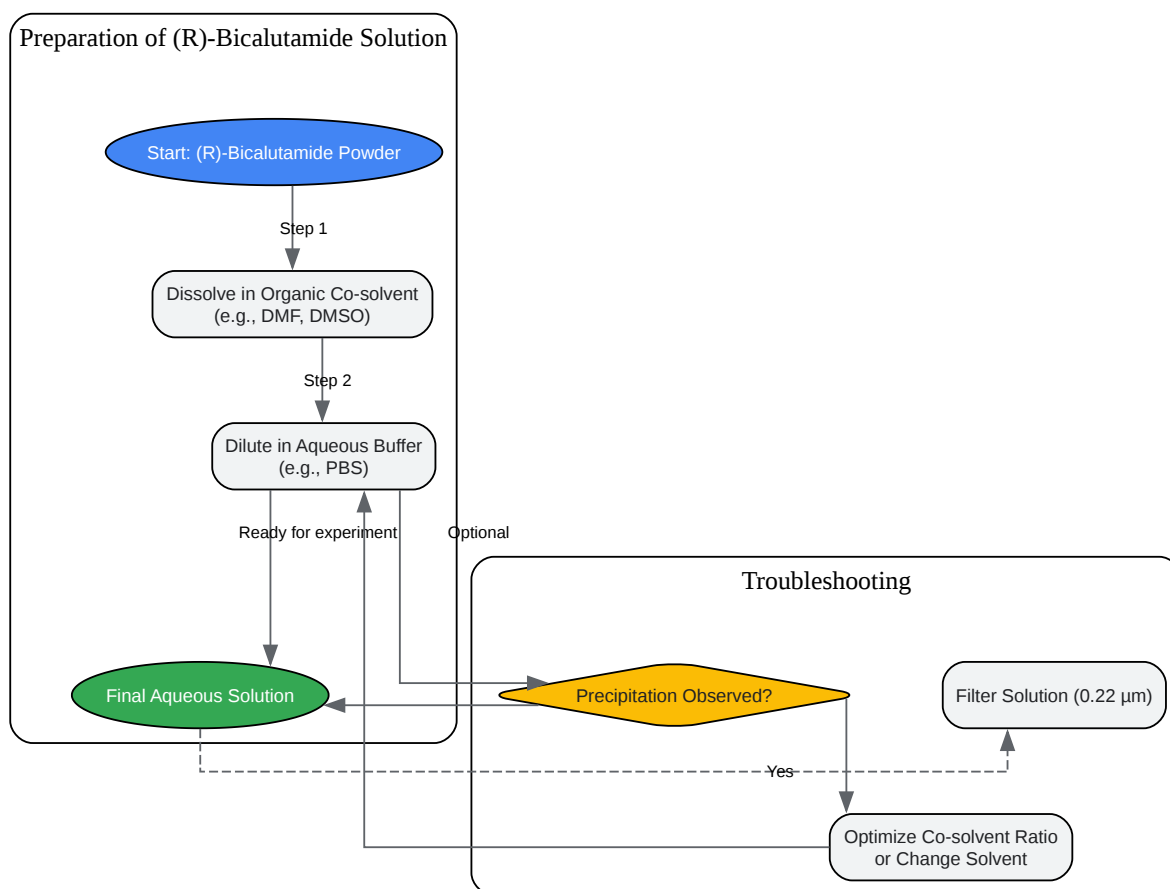 Preparation of (R)-Bicalutamide Solution
Start: (R)-Bicalutamide Powder
Step 1
Dissolve in Organic Co-solvent
(e.g., DMF, DMSO)
Step 2
Dilute in Aqueous Buffer
(e.g., PBS)
Ready for experiment
Optional
Troubleshooting
Final Aqueous Solution
Precipitation Observed?
Filter Solution (0.22 µm)
Yes
Optimize Co-solvent Ratio
or Change Solvent